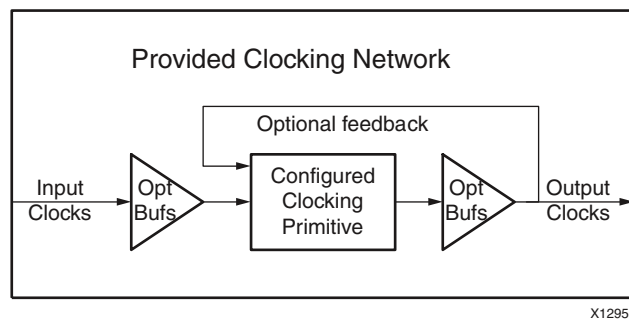 Provided Clocking Network
Optional feedback
Input
Clocks
Opt
Bufs
Configured
Clocking
Primitive
Opt
Bufs
Output
Clocks
X1295